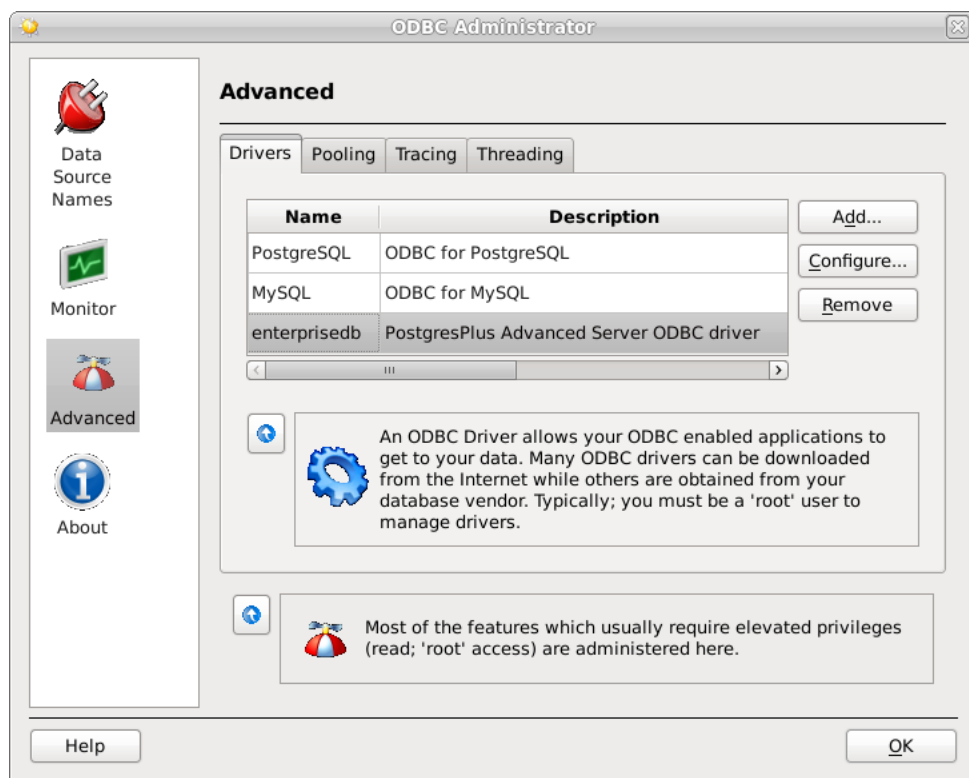 ODBC Administrator
Data
Source
Names
Monitor
Advanced
About
Advanced
Drivers Pooling Tracing Threading
Name Description
PostgreSQL ODBC for PostgreSQL
MySQL ODBC for MySQL
enterprisedb PostgresPlus Advanced Server ODBC driver
Add...
Configure...
Remove
An ODBC Driver allows your ODBC enabled applications to
get to your data. Many ODBC drivers can be downloaded
from the Internet while others are obtained from your
database vendor. Typically; you must be a 'root' user to
manage drivers.
Most of the features which usually require elevated privileges
(read; 'root' access) are administered here.
Help
OK